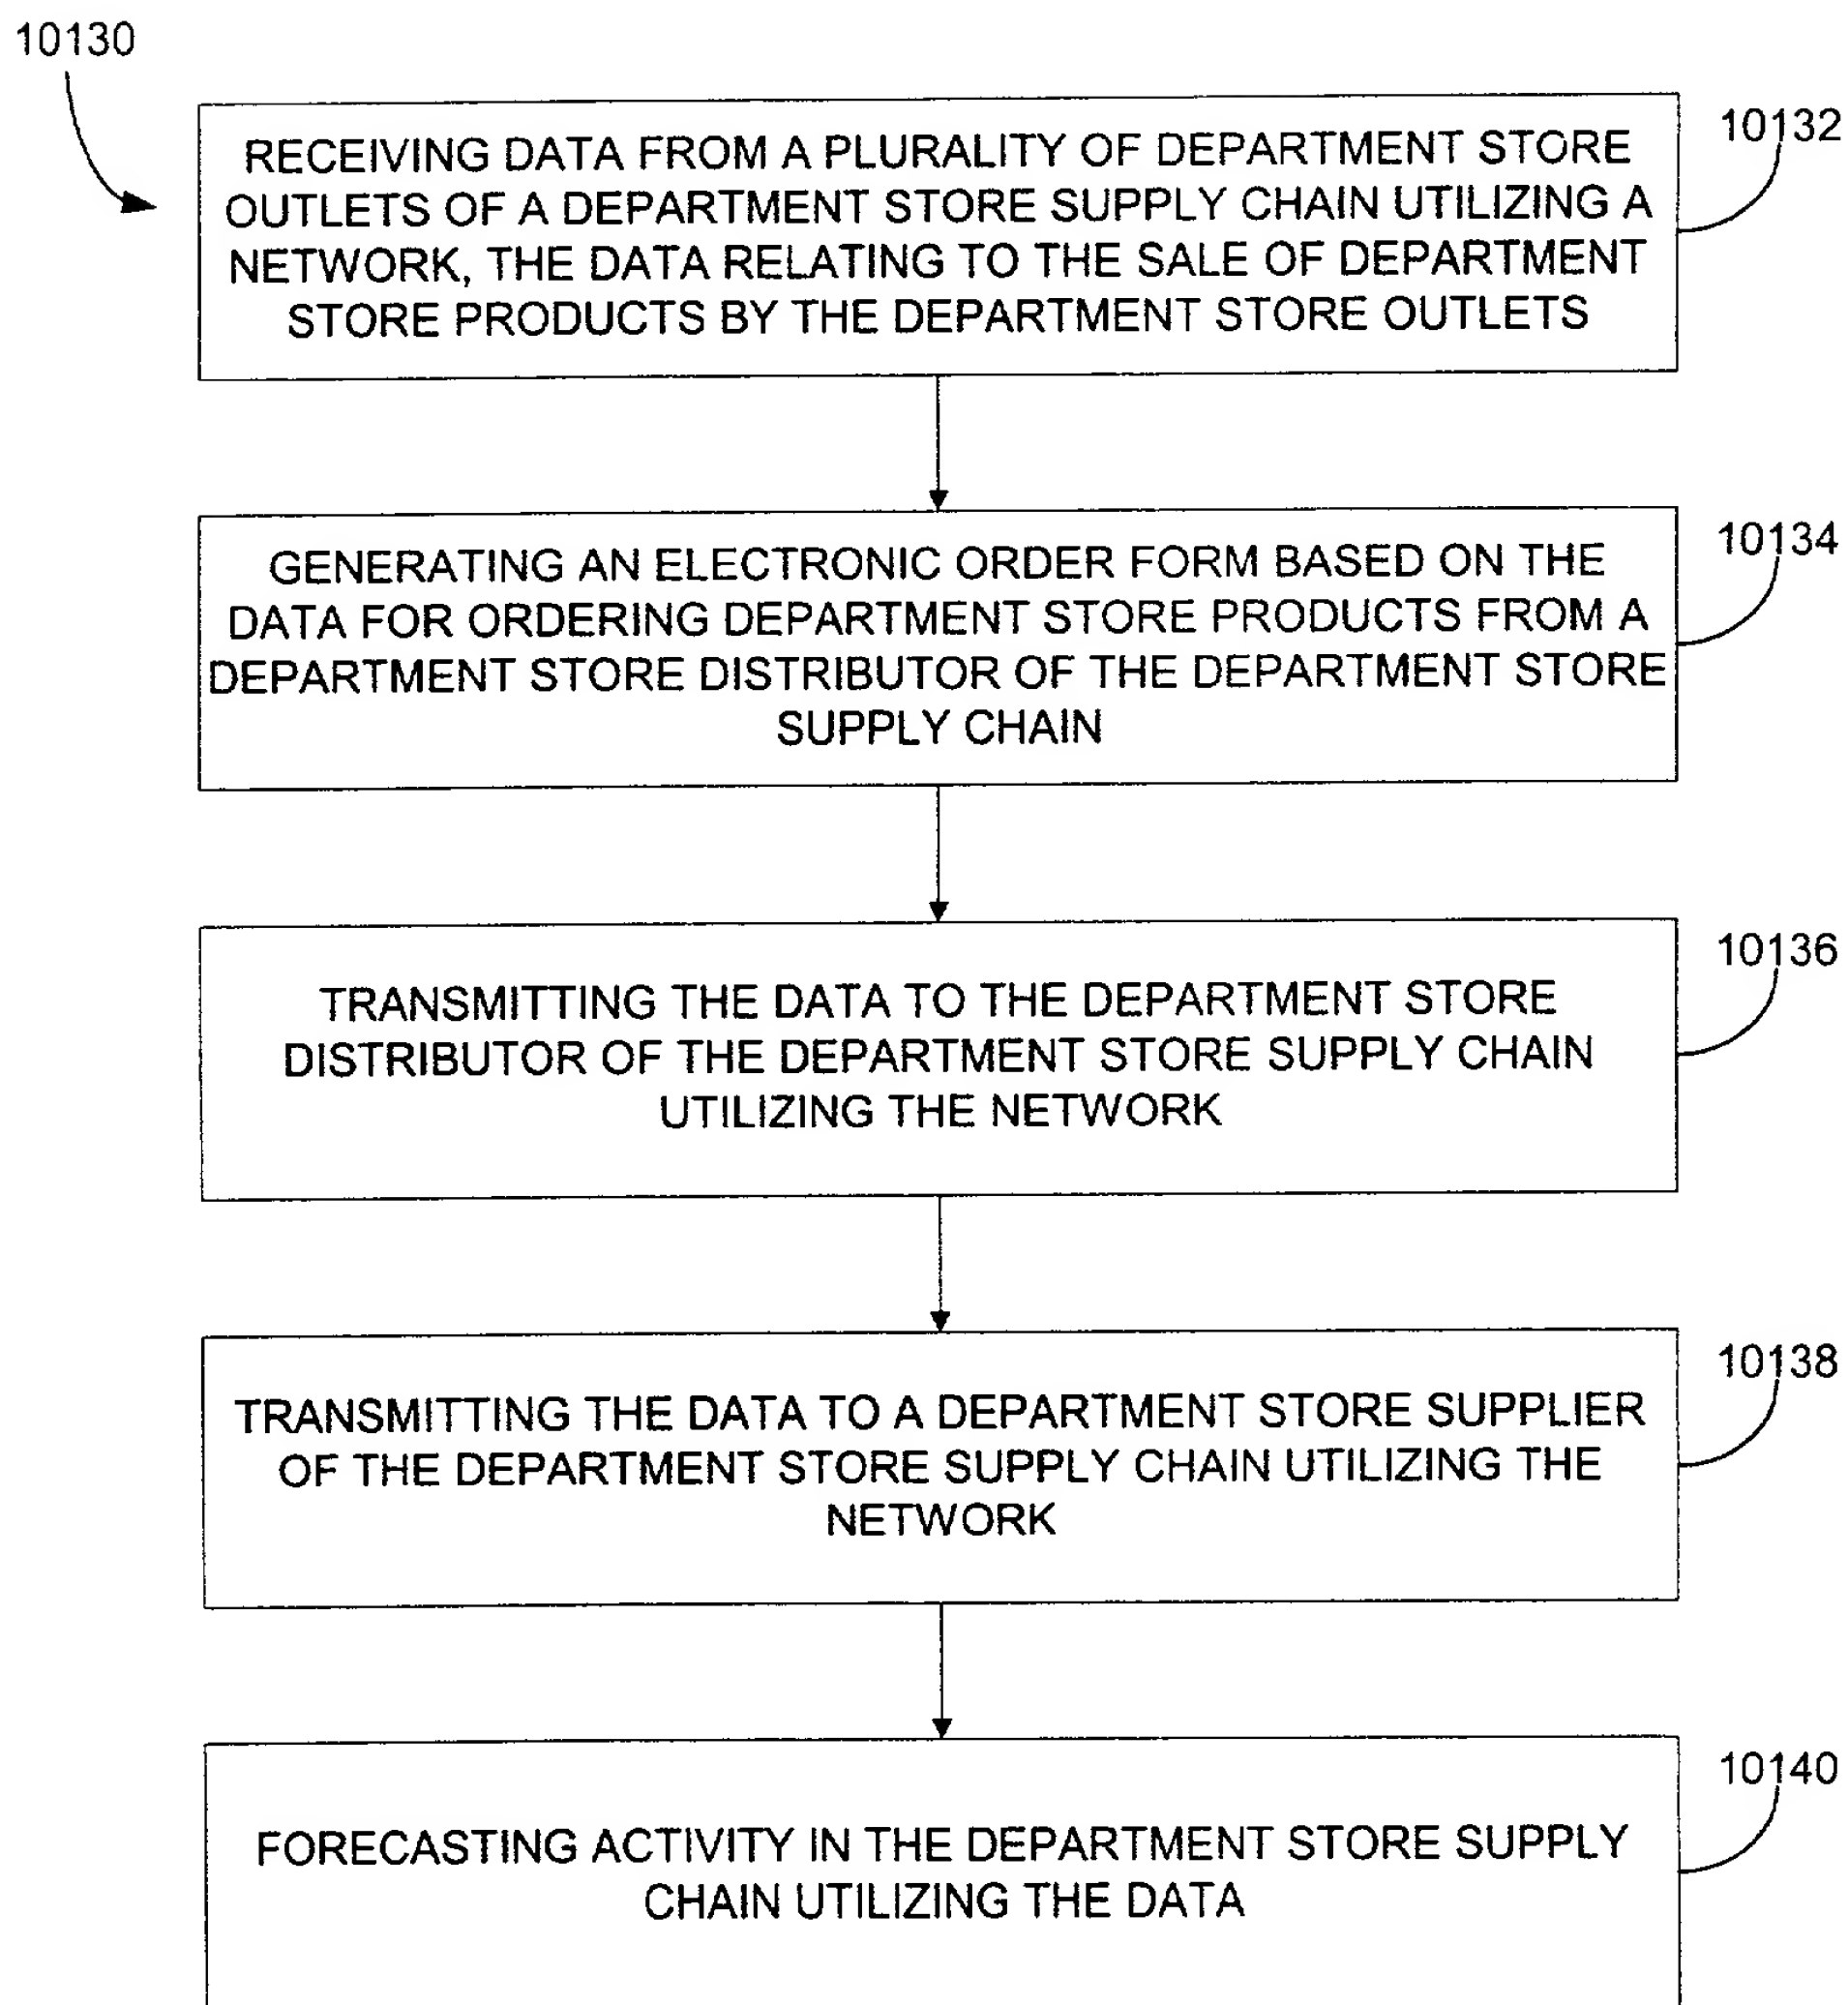 10130
10132
RECEIVING DATA FROM A PLURALITY OF DEPARTMENT STORE
OUTLETS OF A DEPARTMENT STORE SUPPLY CHAIN UTILIZING A
NETWORK, THE DATA RELATING TO THE SALE OF DEPARTMENT
STORE PRODUCTS BY THE DEPARTMENT STORE OUTLETS
10134
GENERATING AN ELECTRONIC ORDER FORM BASED ON THE
DATA FOR ORDERING DEPARTMENT STORE PRODUCTS FROM A
DEPARTMENT STORE DISTRIBUTOR OF THE DEPARTMENT STORE
SUPPLY CHAIN
10136
TRANSMITTING THE DATA TO THE DEPARTMENT STORE
DISTRIBUTOR OF THE DEPARTMENT STORE SUPPLY CHAIN
UTILIZING THE NETWORK
10138
TRANSMITTING THE DATA TO A DEPARTMENT STORE SUPPLIER
OF THE DEPARTMENT STORE SUPPLY CHAIN UTILIZING THE
NETWORK
10140
FORECASTING ACTIVITY IN THE DEPARTMENT STORE SUPPLY
CHAIN UTILIZING THE DATA